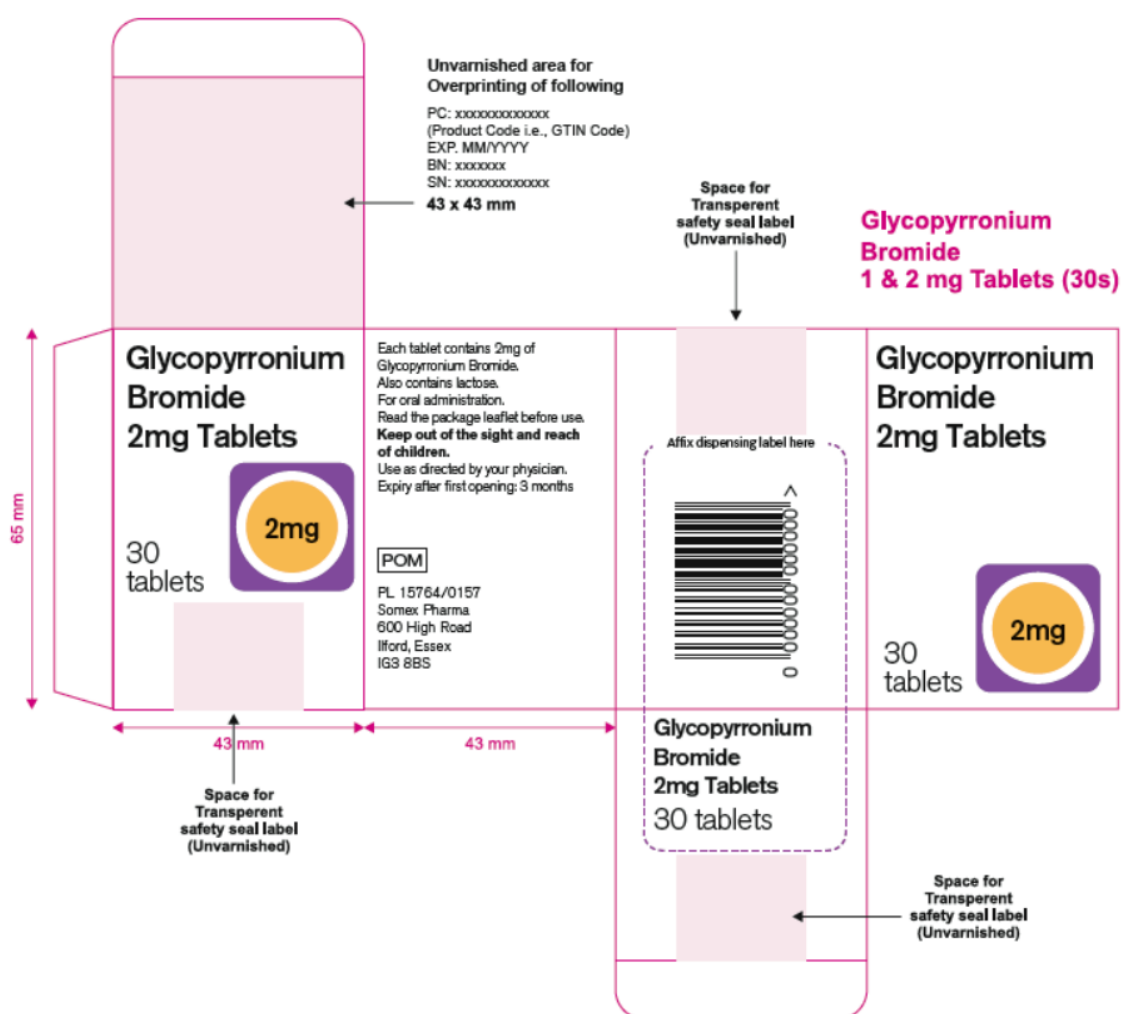 Unvarnished area for
Overprinting of following
PC: xxxxxxxxxxxxx
(Product Code i.e., GTIN Code)
EXP. MM/YYYY
BN: xxxxxxx
SN: xxxxxxxxxxxxx
43 x 43 mm
Space for
Transperent
safety seal label
(Unvarnished)
Glycopyrronium
Bromide
1 & 2 mg Tablets (30s)
65 mm
Glycopyrronium
Bromide
2mg Tablets
2mg
30
tablets
43 mm
Space for
Transperent
safety seal label
(Unvarnished)
Each tablet contains 2mg of
Glycopyrronium Bromide.
Also contains lactose.
For oral administration.
Read the package leaflet before use.
Keep out of the sight and reach
of children.
Use as directed by your physician.
Expiry after first opening: 3 months
POM
PL 15764/0157
Somex Pharma
600 High Road
Ilford, Essex
IG3 8BS
43 mm
Affix dispensing label here
0 000000 000000 >
Glycopyrronium
Bromide
2mg Tablets
30 tablets
Space for
Transperent
safety seal label
(Unvarnished)
Glycopyrronium
Bromide
2mg Tablets
2mg
30
tablets